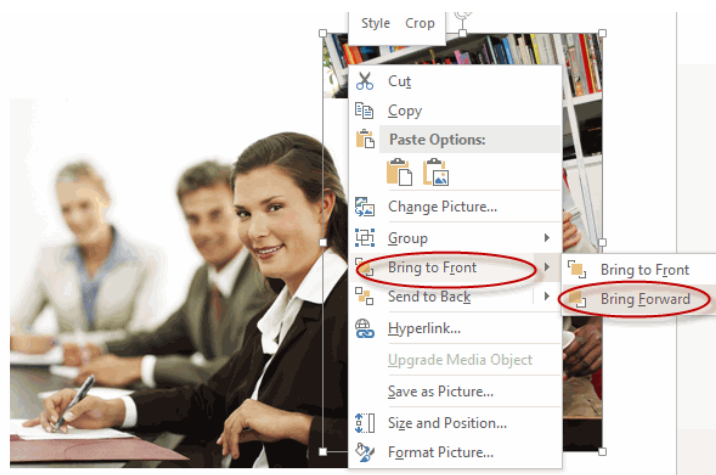 Style Crop
Cut
Copy
Paste Options:
Change Picture...
Group
Bring to Front
Bring to Front
Send to Back
Bring Forward
Hyperlink...
Upgrade Media Object
Save as Picture...
Size and Position...
Format Picture...